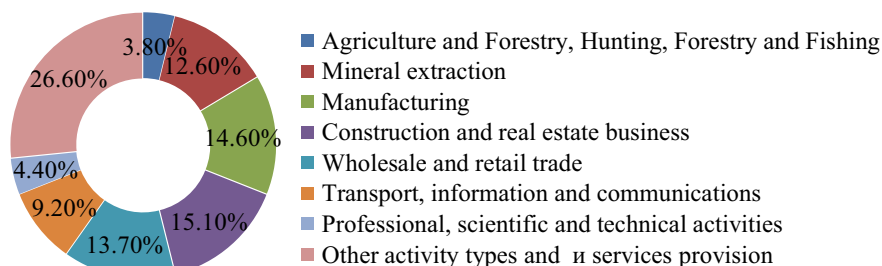 3.80%
12.60%
26.60%
14.60%
4.40%
9.20%
15.10%
13.70%
Agriculture and Forestry, Hunting, Forestry and Fishing
Mineral extraction
Manufacturing
Construction and real estate business
Wholesale and retail trade
Transport, information and communications
Professional, scientific and technical activities
Other activity types and и services provision